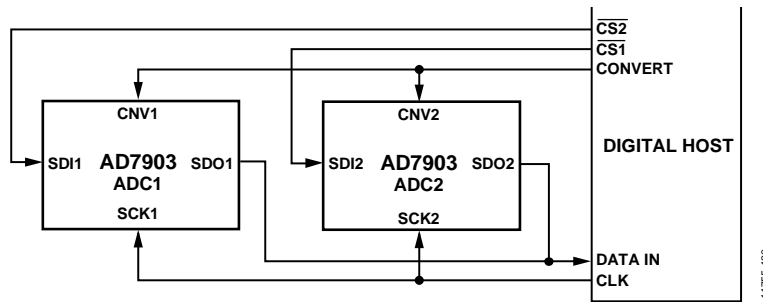 CS2
CS1
CONVERT
CNV1
CNV2
DIGITAL HOST
SDI1
AD7903
SDO1
ADC1
SDI2
AD7903
SDO2
ADC2
SCK1
SCK2
DATA IN
CLK